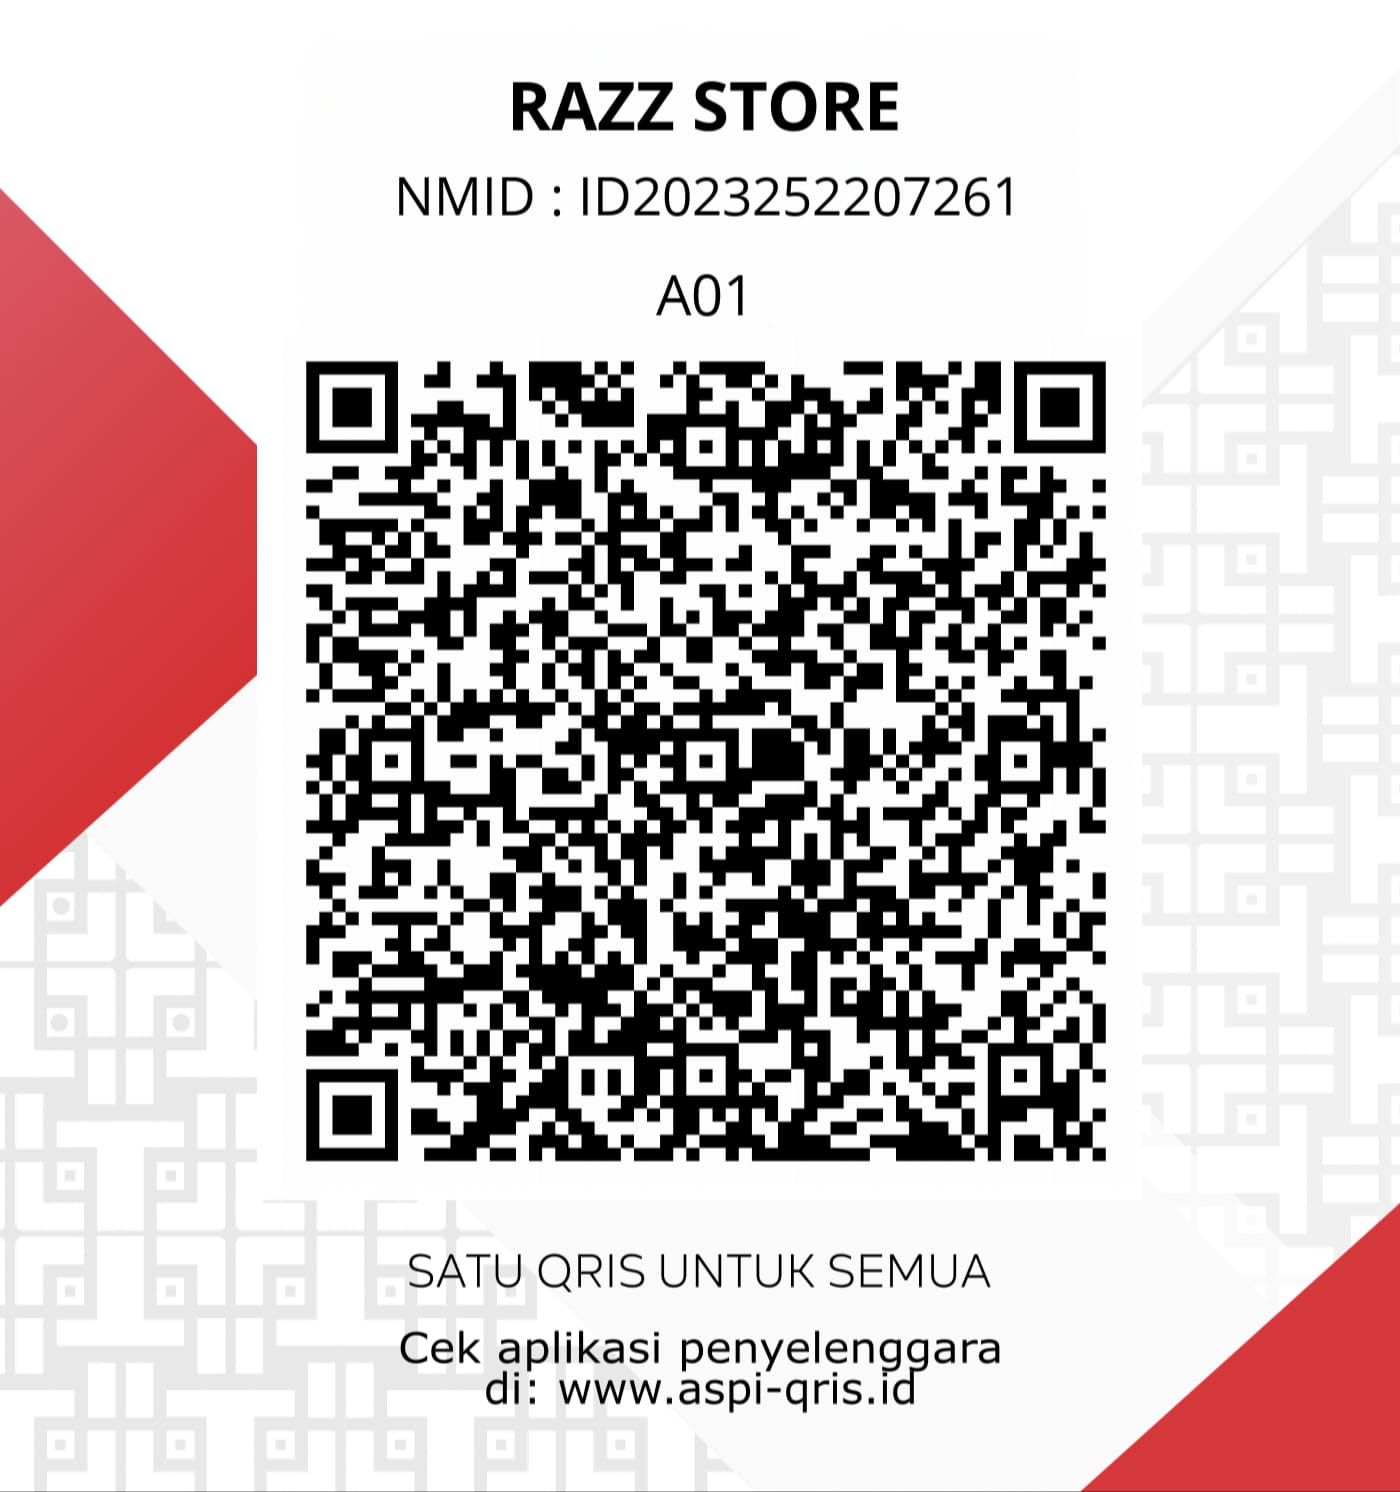 RAZZ STORE
NMID : ID2023252207261
A01
SATU QRIS UNTUK SEMUA
Cek aplikasi penyelenggara
di: www.aspi-qris.id